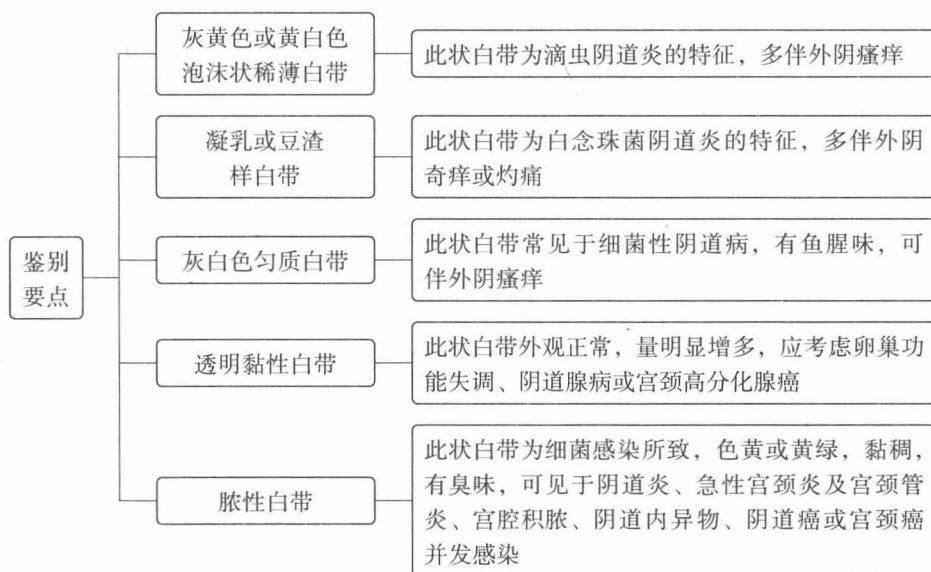 灰黄色或黄白色
泡沫状稀薄白带
此状白带为滴虫阴道炎的特征，多伴外阴瘙痒
凝乳或豆渣
样白带
此状白带为白念珠菌阴道炎的特征，多伴外阴
奇痒或灼痛
鉴别
要点
灰白色匀质白带
此状白带常见于细菌性阴道病，有鱼腥味，可
伴外阴瘙痒
透明黏性白带
此状白带外观正常，量明显增多，应考虑卵巢功
能失调、阴道腺病或宫颈高分化腺癌
脓性白带
此状白带为细菌感染所致，色黄或黄绿，黏稠，
有臭味，可见于阴道炎、急性宫颈炎及宫颈管
炎、宫腔积脓、阴道内异物、阴道癌或宫颈癌
并发感染